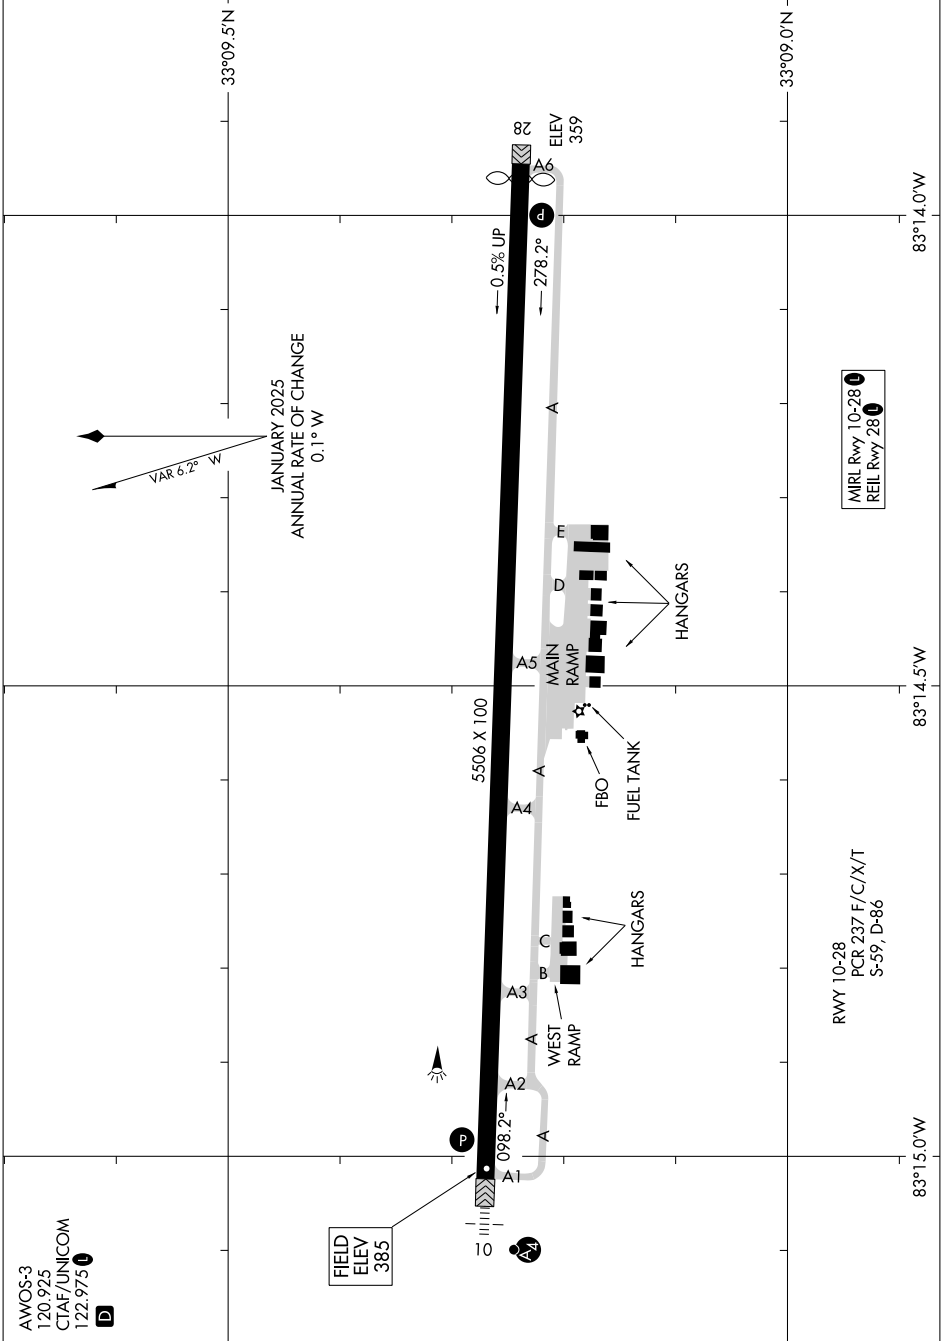 AWOS-3
120.925
CTAF/UNICOM
122.975 L
D
33°09.5'N
33°09.0'N
VAR 6.2° W
JANUARY 2025
ANNUAL RATE OF CHANGE
0.1° W
28
ELEV
359
A6
P
0.5% UP
278.2°
83°14.0'W
A
E
D
MAIN
RAMP
A5
HANGARS
MIRL Rwy 10-28 L
REIL Rwy 28 L
83°14.5'W
5506 X 100
FBO
FUEL TANK
A
A4
C
B
HANGARS
A3
WEST
RAMP
A
A2
098.2°
A
A1
P
83°15.0'W
FIELD
ELEV
385
10
A4
RWY 10-28
PCR 237 F/C/X/T
S-59, D-86